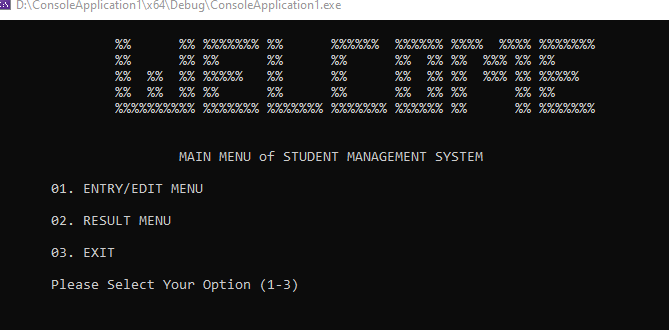 D:\ConsoleApplication1\x64\Debug\ConsoleApplication1.exe
WELCOME
MAIN MENU of STUDENT MANAGEMENT SYSTEM
01. ENTRY/EDIT MENU
02. RESULT MENU
03. EXIT
Please Select Your Option (1-3)